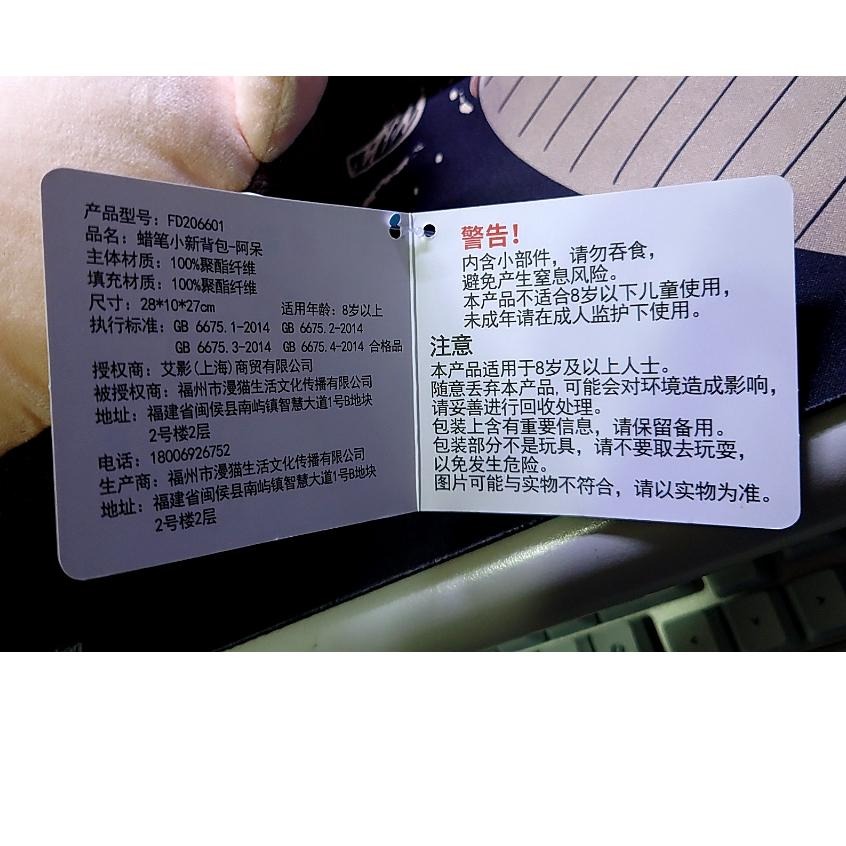 产品型号：FD206601
品名：蜡笔小新背包-阿呆
主体材质：100%聚酯纤维
填充材质：100%聚酯纤维
尺寸：28*10*27cm 适用年龄：8岁以上
执行标准：GB 6675.1-2014 GB 6675.2-2014
GB 6675.3-2014 GB 6675.4-2014 合格品
授权商：艾影(上海)商贸有限公司
被授权商：福州市漫猫生活文化传播有限公司
地址：福建省闽侯县南屿镇智慧大道1号B地块
2号楼2层
电话：18006926752
生产商：福州市漫猫生活文化传播有限公司
地址：福建省闽侯县南屿镇智慧大道1号B地块
2号楼2层
警告！
内含小部件，请勿吞食，
避免产生窒息风险。
本产品不适合8岁以下儿童使用，
未成年请在成人监护下使用。
注意
本产品适用于8岁及以上人士。
随意丢弃本产品,可能会对环境造成影响，
请妥善进行回收处理。
包装上含有重要信息，请保留备用。
包装部分不是玩具，请不要取去玩耍，
以免发生危险。
图片可能与实物不符合，请以实物为准。